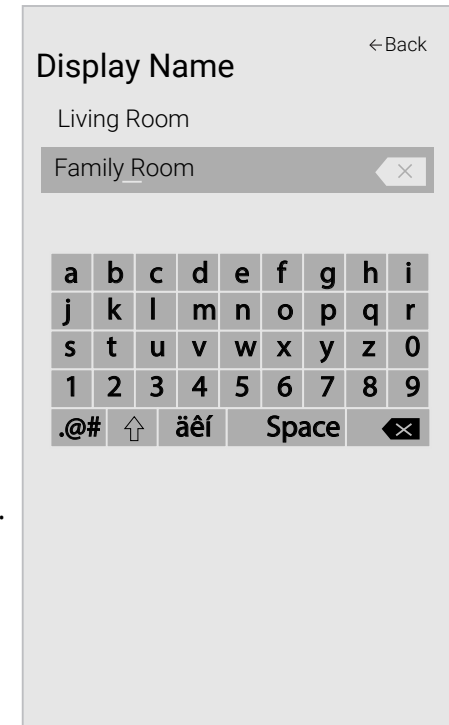 ←Back
Display Name
Living Room
Family Room
a b c d e f g h i
j k l m n o p q r
s t u v w x y z 0
1 2 3 4 5 6 7 8 9
.@# äêí Space
.